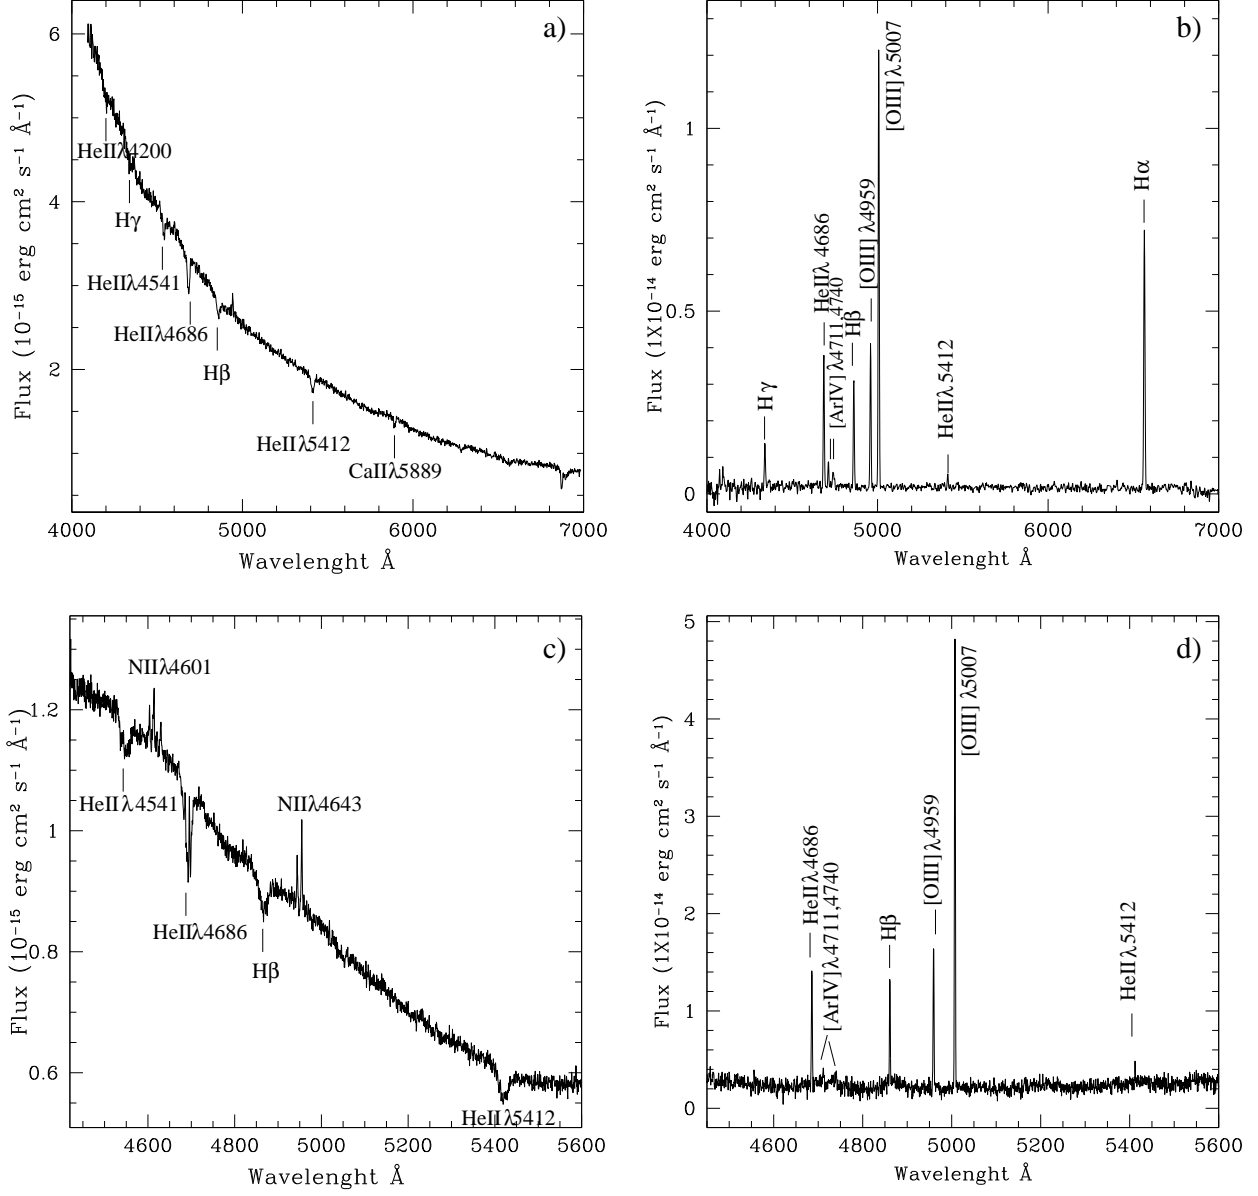 a)
6
4
2
Flux (10⁻¹⁵ erg cm² s⁻¹ Å⁻¹)
HeIIλ4200
Hγ
HeIIλ4541
HeIIλ4686
Hβ
HeIIλ5412
CaIIλ5889
4000 5000 6000 7000
Wavelenght Å
b)
1
0.5
0
Flux (1X10⁻¹⁴ erg cm² s⁻¹ Å⁻¹)
Hγ
HeIIλ 4686
[ArIV] λ4711,4740
Hβ
[OIII] λ4959
[OIII] λ5007
HeIIλ5412
Hα
4000 5000 6000 7000
Wavelenght Å
c)
1.2
1
0.8
0.6
Flux (10⁻¹⁵ erg cm² s⁻¹ Å⁻¹)
NIIλ4601
HeII λ4541
NIIλ4643
HeIIλ4686
Hβ
HeIIλ5412
4600 4800 5000 5200 5400 5600
Wavelenght Å
d)
5
4
3
2
1
0
Flux (1X10⁻¹⁴ erg cm² s⁻¹ Å⁻¹)
HeIIλ4686
[ArIV] λ4711,4740
Hβ
[OIII] λ4959
[OIII] λ5007
HeIIλ5412
4600 4800 5000 5200 5400 5600
Wavelenght Å